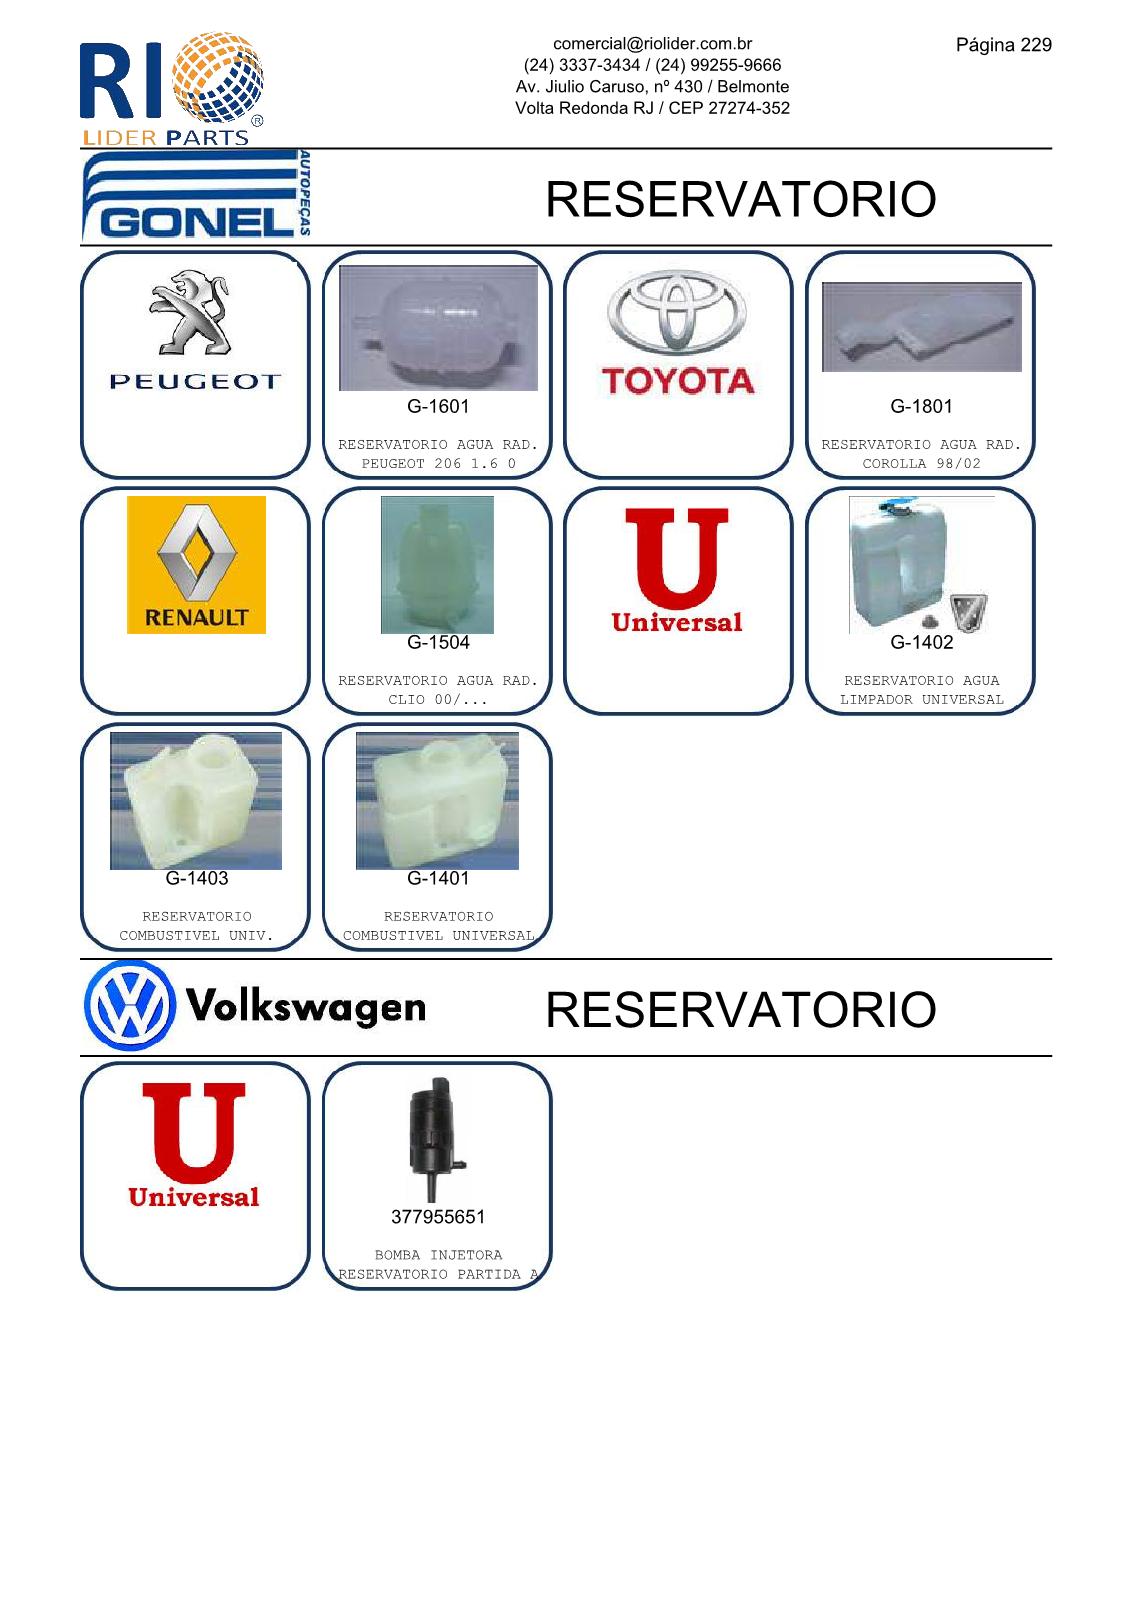 RIO
LIDER PARTS
®
comercial@riolider.com.br
(24) 3337-3434 / (24) 99255-9666
Av. Jiulio Caruso, nº 430 / Belmonte
Volta Redonda RJ / CEP 27274-352
Página 229
GONEL
AUTOPEÇAS
RESERVATORIO
PEUGEOT
G-1601
RESERVATORIO AGUA RAD.
PEUGEOT 206 1.6 0
TOYOTA
G-1801
RESERVATORIO AGUA RAD.
COROLLA 98/02
RENAULT
G-1504
RESERVATORIO AGUA RAD.
CLIO 00/...
U
Universal
G-1402
RESERVATORIO AGUA
LIMPADOR UNIVERSAL
G-1403
RESERVATORIO
COMBUSTIVEL UNIV.
G-1401
RESERVATORIO
COMBUSTIVEL UNIVERSAL
Volkswagen
RESERVATORIO
U
Universal
377955651
BOMBA INJETORA
RESERVATORIO PARTIDA A